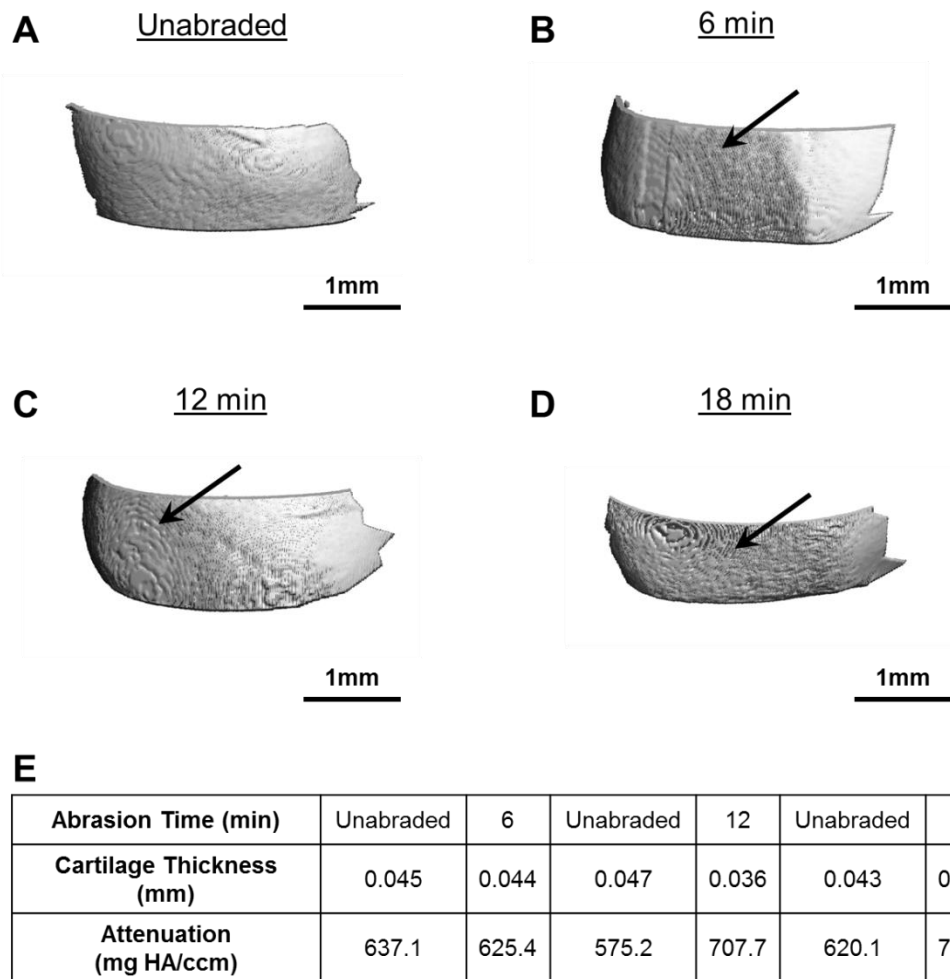 A Unabraded
B 6 min
1mm
1mm
C 12 min
D 18 min
1mm
1mm
E
Abrasion Time (min) Unabraded 6 Unabraded 12 Unabraded
Cartilage Thickness
(mm) 0.045 0.044 0.047 0.036 0.043 0
Attenuation
(mg HA/ccm) 637.1 625.4 575.2 707.7 620.1 7